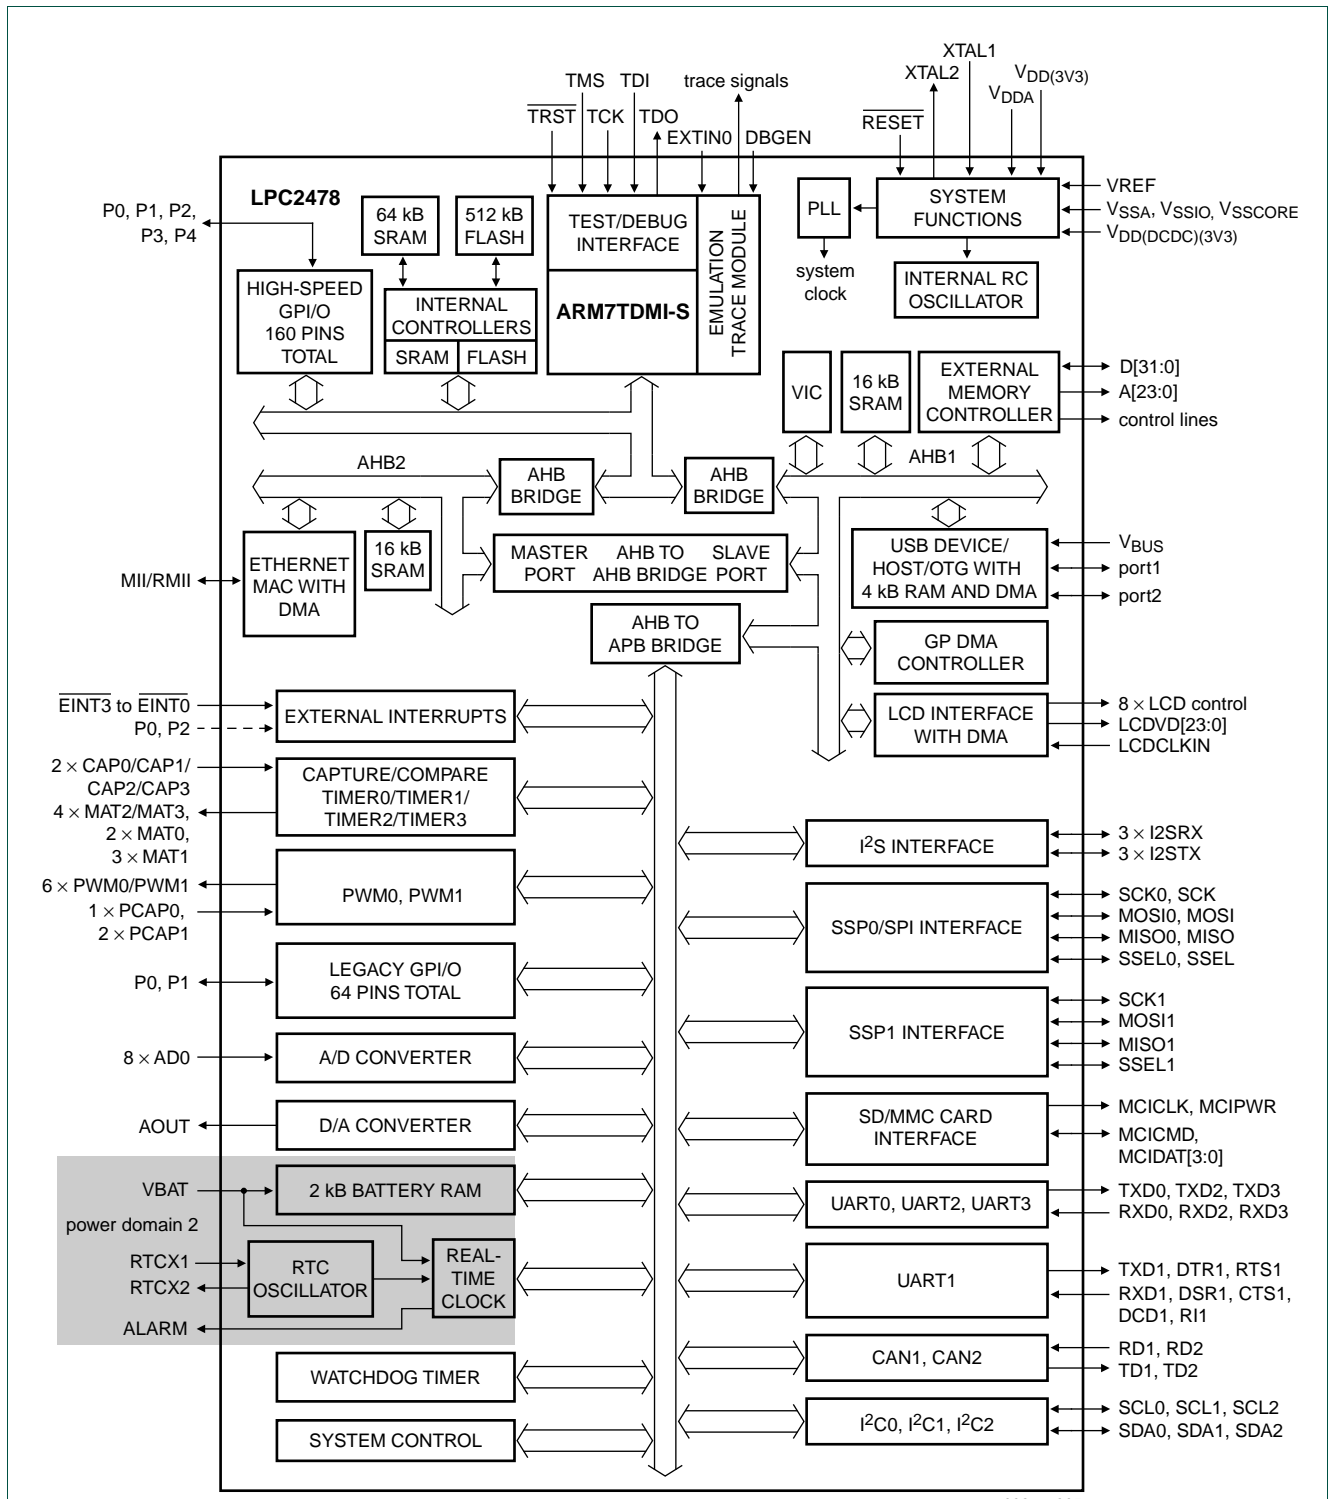 XTAL1
XTAL2
VDD(3V3)
VDDA
RESET
TMS TDI trace signals
TRST TCK TDO
EXTIN0 DBGEN
LPC2478
P0, P1, P2,
P3, P4
64 kB
SRAM
512 kB
FLASH
TEST/DEBUG
INTERFACE
EMULATION
TRACE MODULE
ARM7TDMI-S
PLL
system
clock
SYSTEM
FUNCTIONS
VREF
VSSA, VSSIO, VSSCORE
VDD(DCDC)(3V3)
INTERNAL RC
OSCILLATOR
HIGH-SPEED
GPI/O
160 PINS
TOTAL
INTERNAL
CONTROLLERS
SRAM FLASH
VIC
16 kB
SRAM
EXTERNAL
MEMORY
CONTROLLER
D[31:0]
A[23:0]
control lines
AHB2
AHB
BRIDGE
AHB
BRIDGE
AHB1
ETHERNET
MAC WITH
DMA
MII/RMII
16 kB
SRAM
MASTER AHB TO SLAVE
PORT AHB BRIDGE PORT
USB DEVICE/
HOST/OTG WITH
4 kB RAM AND DMA
VBUS
port1
port2
AHB TO
APB BRIDGE
GP DMA
CONTROLLER
LCD INTERFACE
WITH DMA
8 × LCD control
LCDVD[23:0]
LCDCLKIN
EINT3 to EINT0
P0, P2
EXTERNAL INTERRUPTS
2 × CAP0/CAP1/
CAP2/CAP3
4 × MAT2/MAT3,
2 × MAT0,
3 × MAT1
CAPTURE/COMPARE
TIMER0/TIMER1/
TIMER2/TIMER3
I2S INTERFACE
3 × I2SRX
3 × I2STX
6 × PWM0/PWM1
1 × PCAP0,
2 × PCAP1
PWM0, PWM1
SSP0/SPI INTERFACE
SCK0, SCK
MOSI0, MOSI
MISO0, MISO
SSEL0, SSEL
P0, P1
LEGACY GPI/O
64 PINS TOTAL
SSP1 INTERFACE
SCK1
MOSI1
MISO1
SSEL1
8 × AD0
A/D CONVERTER
AOUT
D/A CONVERTER
SD/MMC CARD
INTERFACE
MCICLK, MCIPWR
MCICMD,
MCIDAT[3:0]
VBAT
2 kB BATTERY RAM
power domain 2
UART0, UART2, UART3
TXD0, TXD2, TXD3
RXD0, RXD2, RXD3
RTCX1
RTCX2
RTC
OSCILLATOR
REAL-
TIME
CLOCK
ALARM
UART1
TXD1, DTR1, RTS1
RXD1, DSR1, CTS1,
DCD1, RI1
WATCHDOG TIMER
CAN1, CAN2
RD1, RD2
TD1, TD2
SYSTEM CONTROL
I2C0, I2C1, I2C2
SCL0, SCL1, SCL2
SDA0, SDA1, SDA2